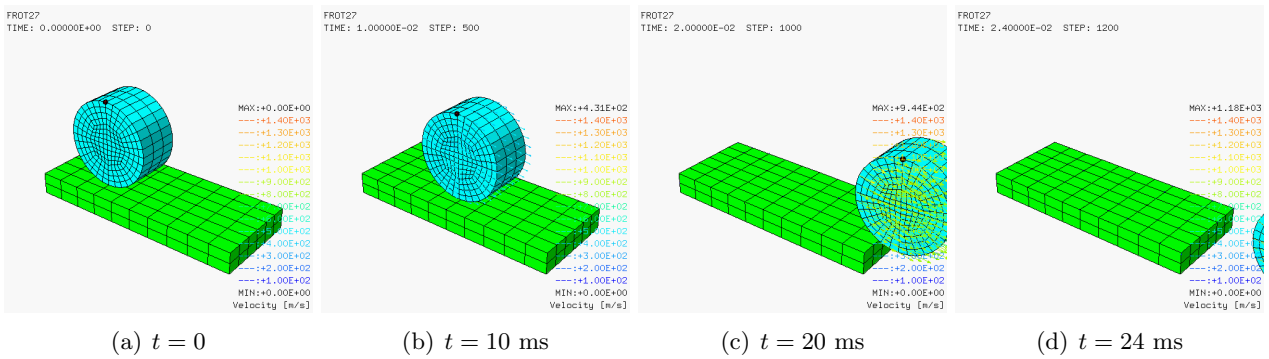 FROT27
TIME: 0.00000E+00 STEP: 0
MAX:+0.00E+00
---:+1.40E+03
---:+1.30E+03
---:+1.20E+03
---:+1.10E+03
---:+1.00E+03
---:+9.00E+02
---:+8.00E+02
---:+3.00E+02
---:+2.00E+02
---:+1.00E+02
MIN:+0.00E+00
Velocity [m/s]
(a) t = 0
FROT27
TIME: 1.00000E-02 STEP: 500
MAX:+4.31E+02
---:+1.40E+03
---:+1.30E+03
---:+1.20E+03
---:+1.10E+03
---:+1.00E+03
---:+9.00E+02
---:+8.00E+02
---:+3.00E+02
---:+2.00E+02
---:+1.00E+02
MIN:+0.00E+00
Velocity [m/s]
(b) t = 10 ms
FROT27
TIME: 2.00000E-02 STEP: 1000
MAX:+9.44E+02
---:+1.40E+03
---:+1.30E+03
---:+3.00E+02
---:+2.00E+02
---:+1.00E+02
MIN:+0.00E+00
Velocity [m/s]
(c) t = 20 ms
FROT27
TIME: 2.40000E-02 STEP: 1200
MAX:+1.18E+03
---:+1.40E+03
---:+1.30E+03
---:+1.20E+03
---:+1.10E+03
---:+1.00E+03
---:+9.00E+02
---:+8.00E+02
---:+2.00E+02
---:+1.00E+02
MIN:+0.00E+00
Velocity [m/s]
(d) t = 24 ms